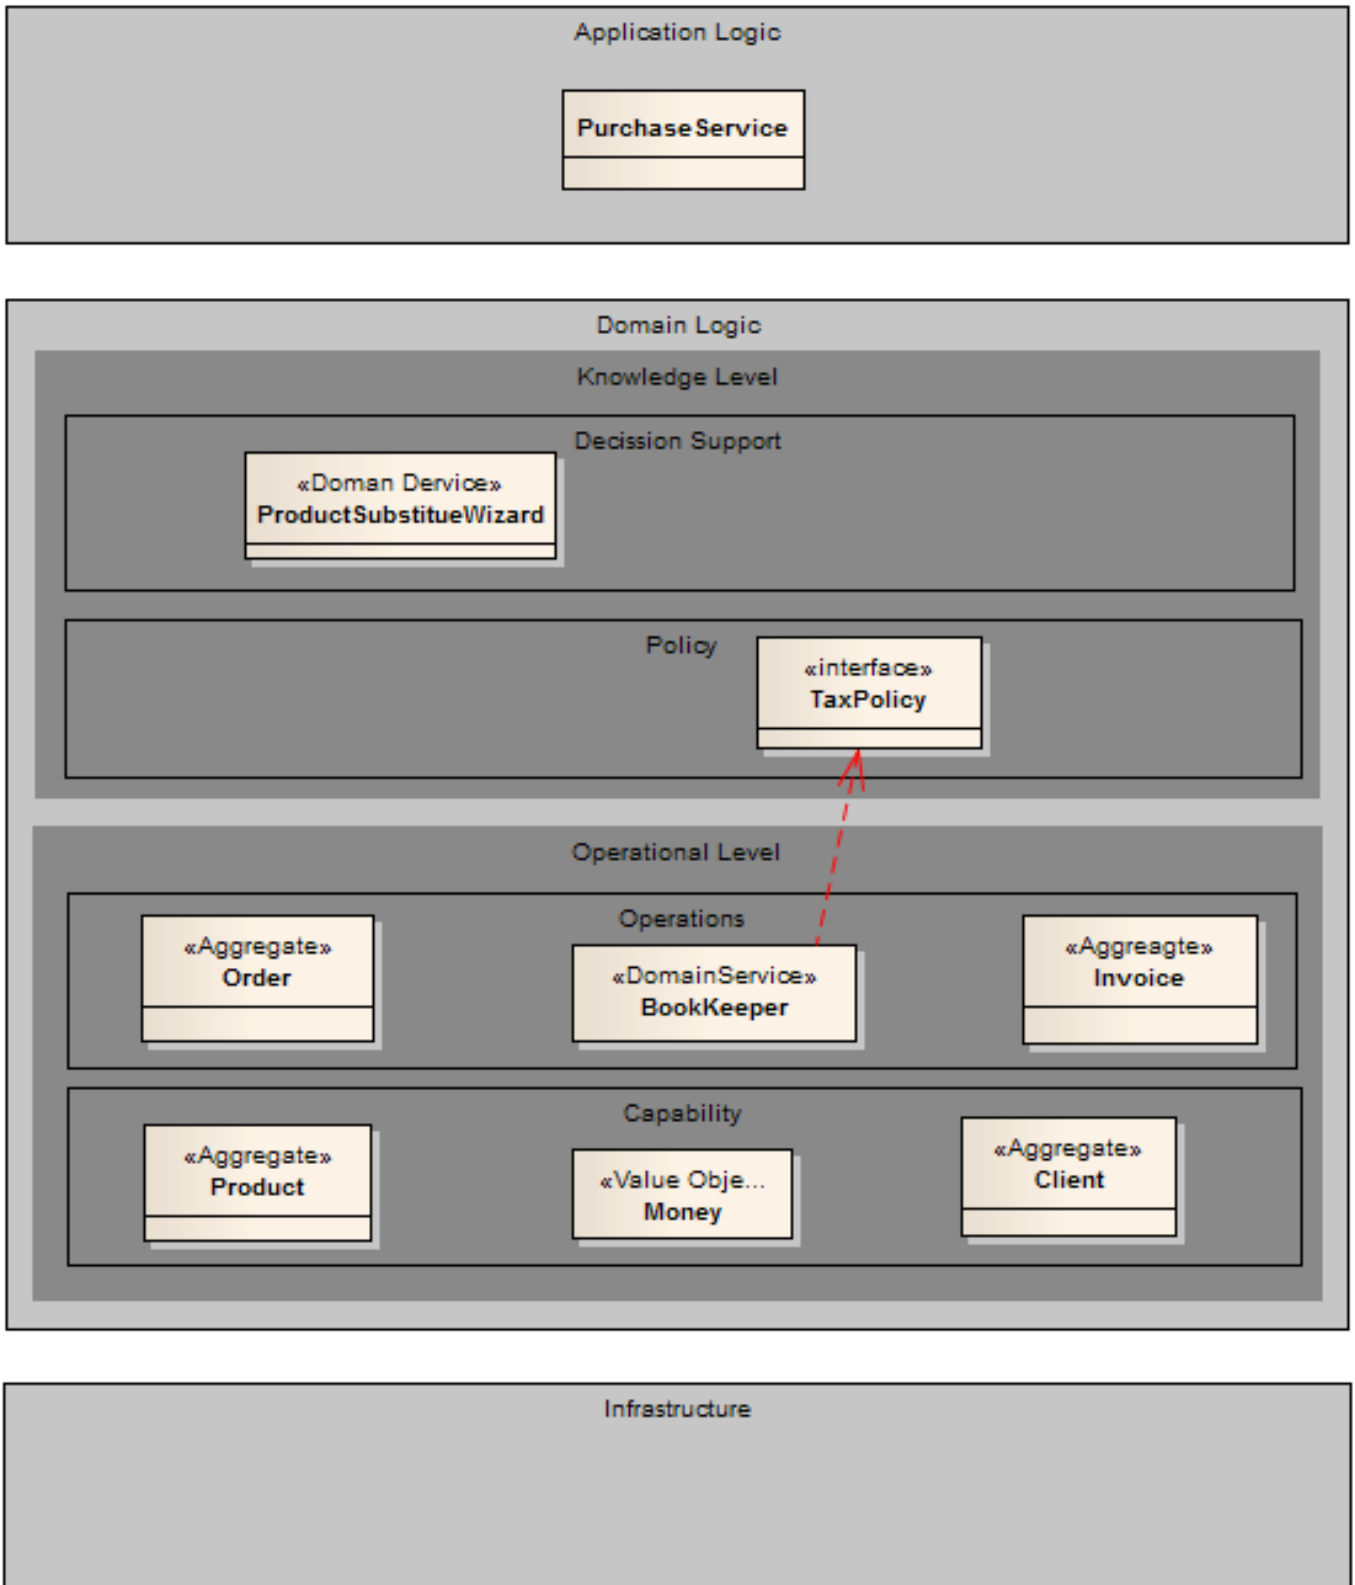 Application Logic
PurchaseService
Domain Logic
Knowledge Level
Decission Support
«Doman Dervice»
ProductSubstitueWizard
Policy
«interface»
TaxPolicy
Operational Level
Operations
«Aggregate»
Order
«DomainService»
BookKeeper
«Aggreagte»
Invoice
Capability
«Aggregate»
Product
«Value Obje...
Money
«Aggregate»
Client
Infrastructure